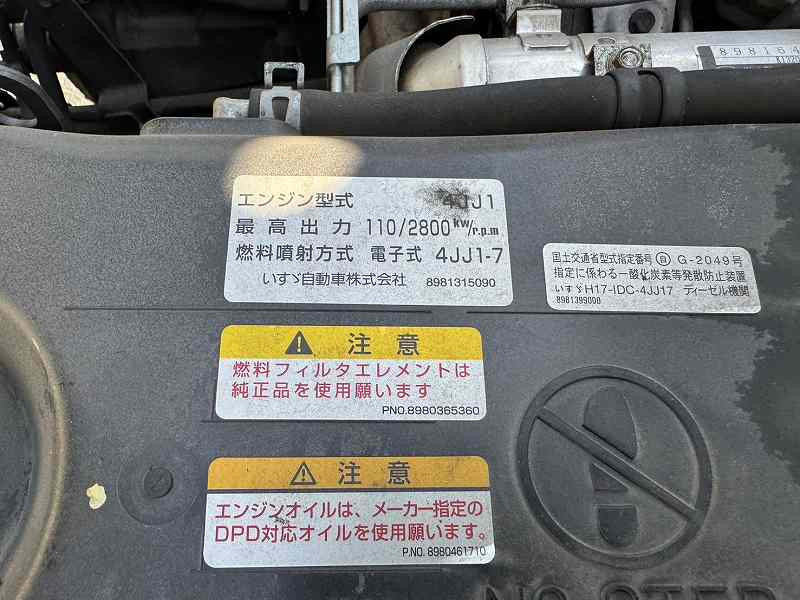 898164
エンジン型式 4JJ1
最高出力 110/2800 kw/r.p.m
燃料噴射方式 電子式 4JJ1-7
いすゞ自動車株式会社 8981315090
国土交通省型式指定番号 自 G-2049号
指定に係わる一酸化炭素等発散防止装置
いすゞH17-IDC-4JJ17 ディーゼル機関
8981399000
注意
燃料フィルタエレメントは
純正品を使用願います
PNO.8980365360
注意
エンジンオイルは、メーカー指定の
DPD対応オイルを使用願います。
P.NO. 8980461710
NO STEP